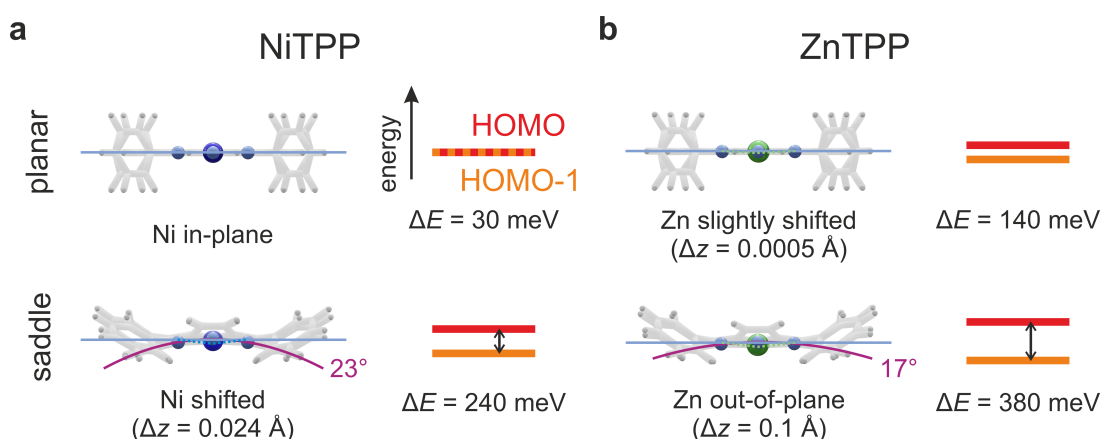 a
NiTPP
b
ZnTPP
planar
energy
HOMO
HOMO-1
Ni in-plane
ΔE = 30 meV
Zn slightly shifted
(Δz = 0.0005 Å)
ΔE = 140 meV
saddle
23°
Ni shifted
(Δz = 0.024 Å)
ΔE = 240 meV
17°
Zn out-of-plane
(Δz = 0.1 Å)
ΔE = 380 meV